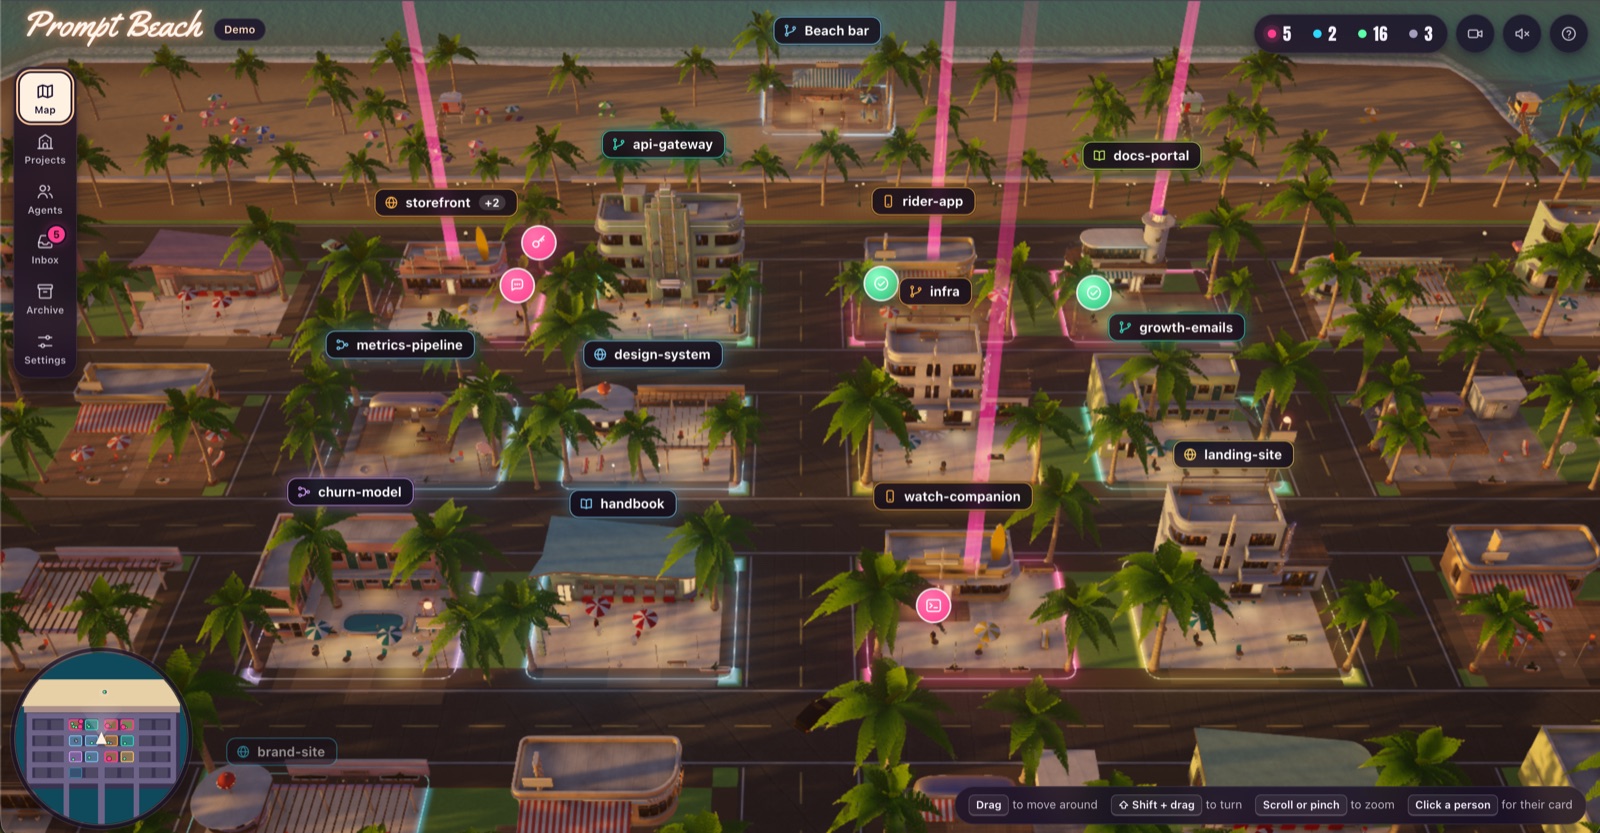 Prompt Beach
Demo
Beach bar
5 2 16 3
Map
Projects
Agents
5
Inbox
Archive
Settings
api-gateway
docs-portal
storefront +2
rider-app
infra
growth-emails
metrics-pipeline
design-system
landing-site
churn-model
handbook
watch-companion
brand-site
Drag to move around Shift + drag to turn Scroll or pinch to zoom Click a person for their card